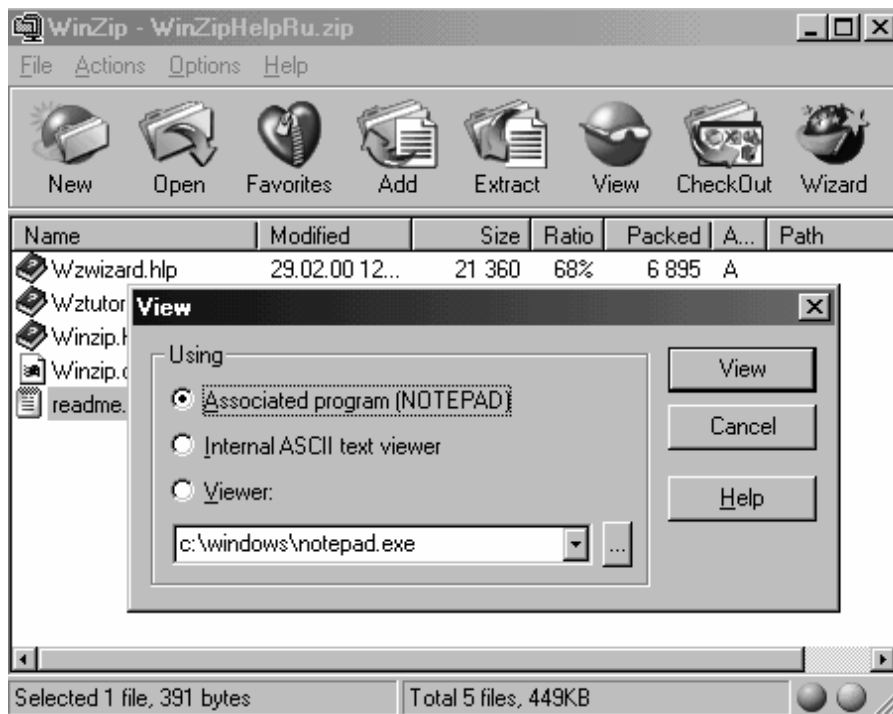 WinZip - WinZipHelpRu.zip
File Actions Options Help
New Open Favorites Add Extract View CheckOut Wizard
Name Modified Size Ratio Packed A... Path
Wzwizard.hlp 29.02.00 12... 21 360 68% 6 895 A
Wztutor
Winzip.
Winzip.
readme.
View
Using
Associated program (NOTEPAD)
Internal ASCII text viewer
Viewer:
c:\windows\notepad.exe
...
View
Cancel
Help
Selected 1 file, 391 bytes
Total 5 files, 449KB